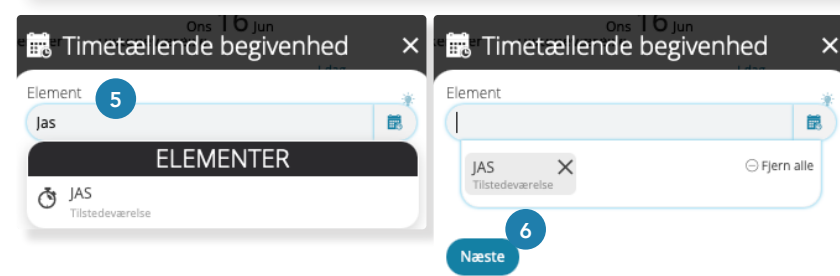 Ons 16 Jun
Timetællende begivenhed
Element
5
Jas
ELEMENTER
JAS
Tilstedeværelse
Ons 16 Jun
Timetællende begivenhed
Element
JAS
Tilstedeværelse
Fjern alle
6
Næste